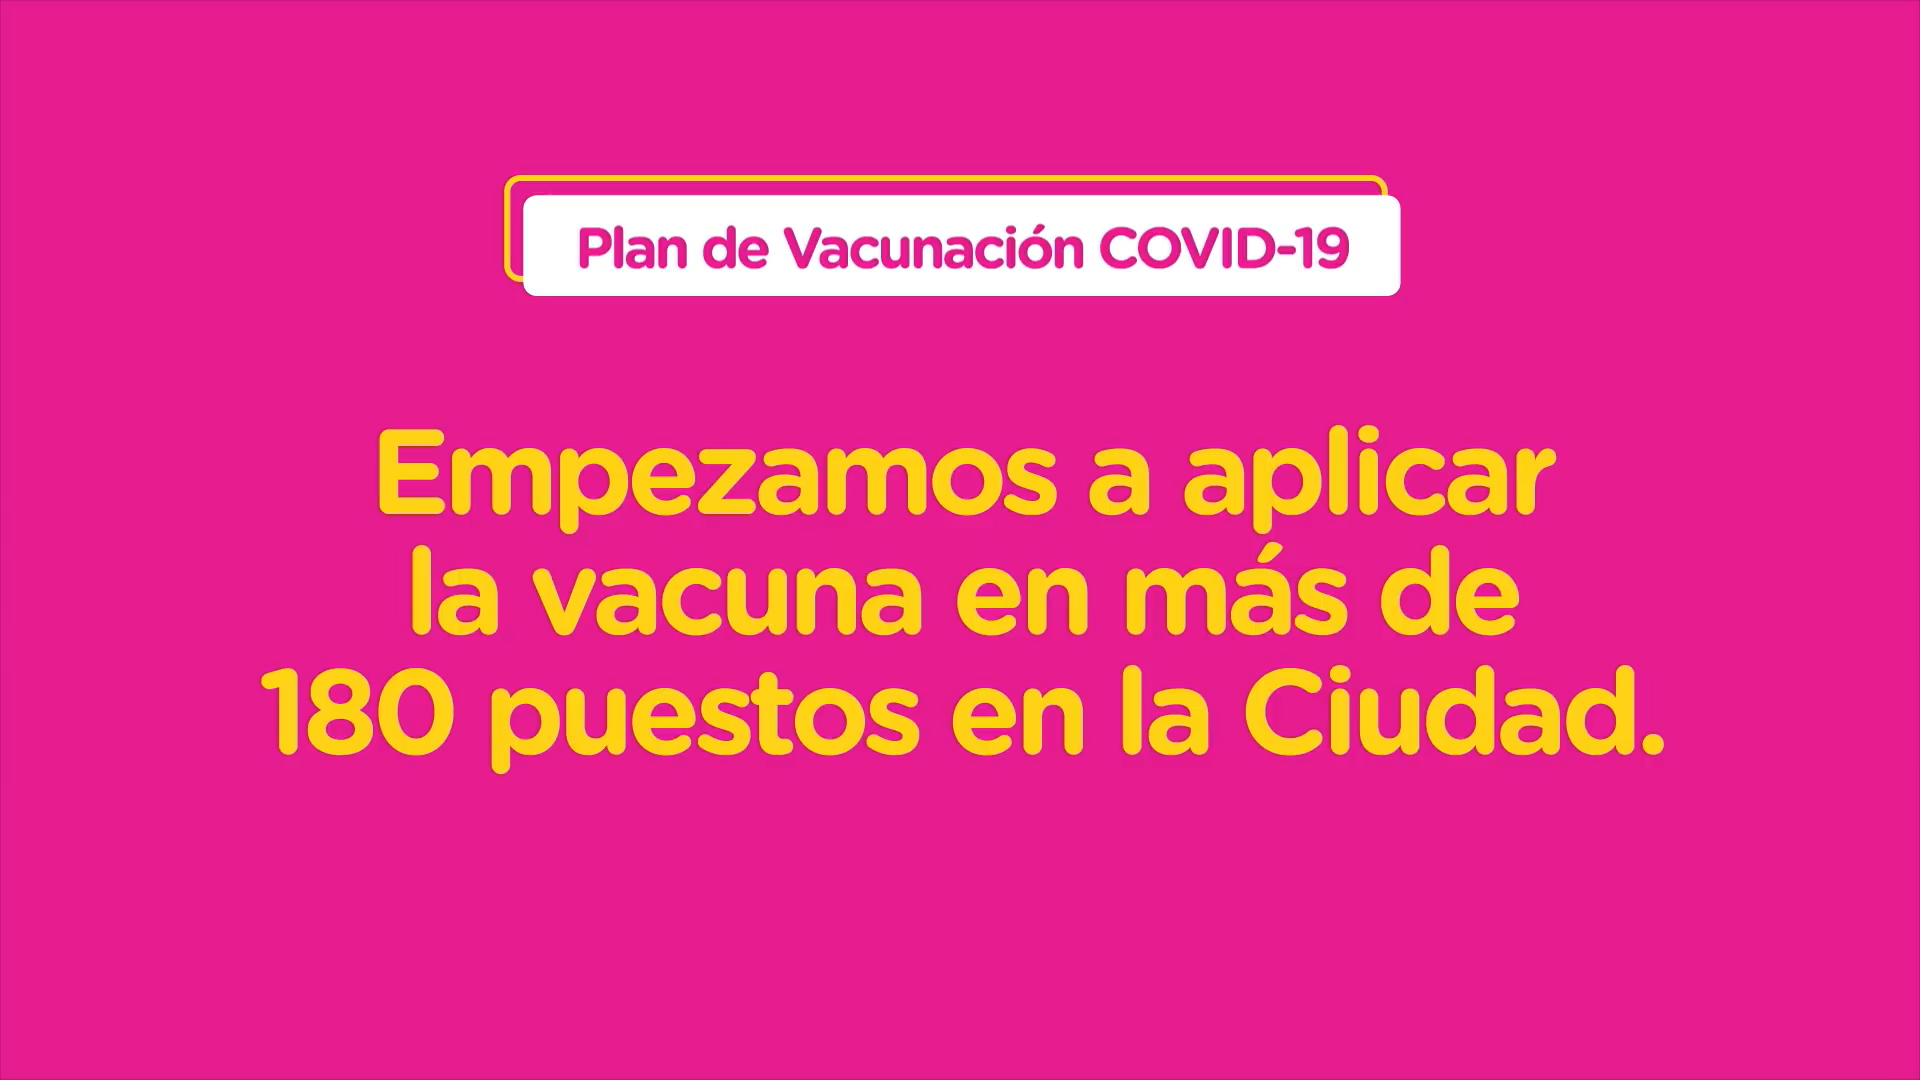 Plan de Vacunación COVID-19
Empezamos a aplicar
la vacuna en más de
180 puestos en la Ciudad.